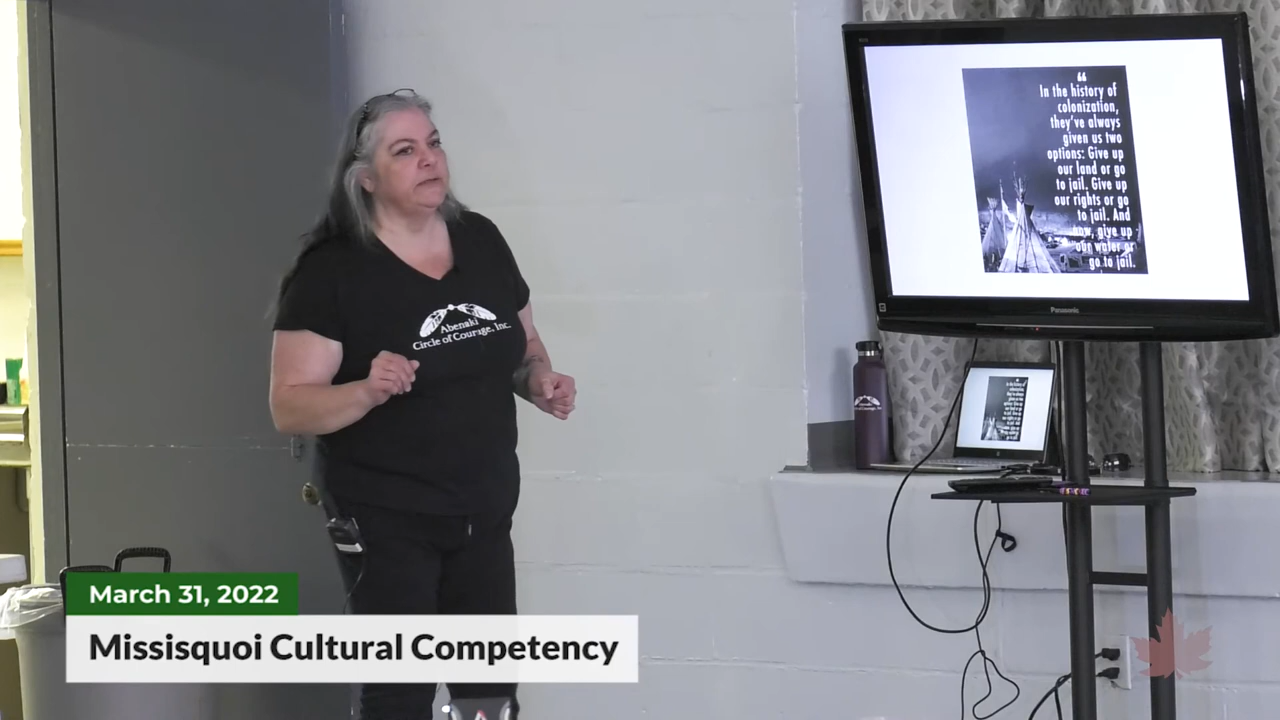 “
In the history of
colonization,
they've always
given us two
options: Give up
our land or go
to jail. Give up
our rights or go
to jail. And
now, give up
our water or
go to jail.
Panasonic
Abenaki
Circle of Courage, Inc.
March 31, 2022
Missisquoi Cultural Competency